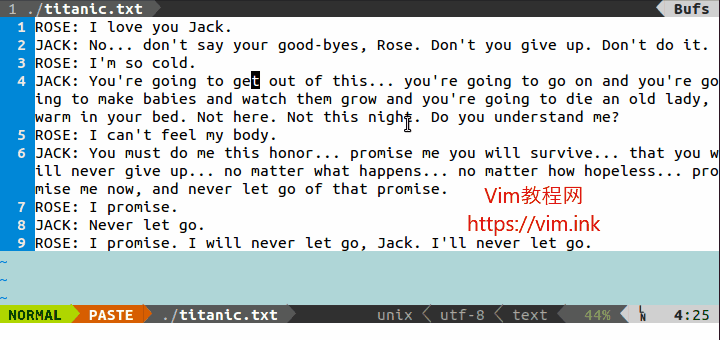 1 ./titanic.txt Bufs
1 ROSE: I love you Jack.
2 JACK: No... don't say your good-byes, Rose. Don't you give up. Don't do it.
3 ROSE: I'm so cold.
4 JACK: You're going to get out of this... you're going to go on and you're go
ing to make babies and watch them grow and you're going to die an old lady,
warm in your bed. Not here. Not this night. Do you understand me?
5 ROSE: I can't feel my body.
6 JACK: You must do me this honor... promise me you will survive... that you w
ill never give up... no matter what happens... no matter how hopeless... pro
mise me now, and never let go of that promise.
7 ROSE: I promise.
8 JACK: Never let go.
9 ROSE: I promise. I will never let go, Jack. I'll never let go.
Vim教程网
https://vim.ink
~
~
~
NORMAL PASTE ./titanic.txt unix utf-8 text 44% LN 4:25